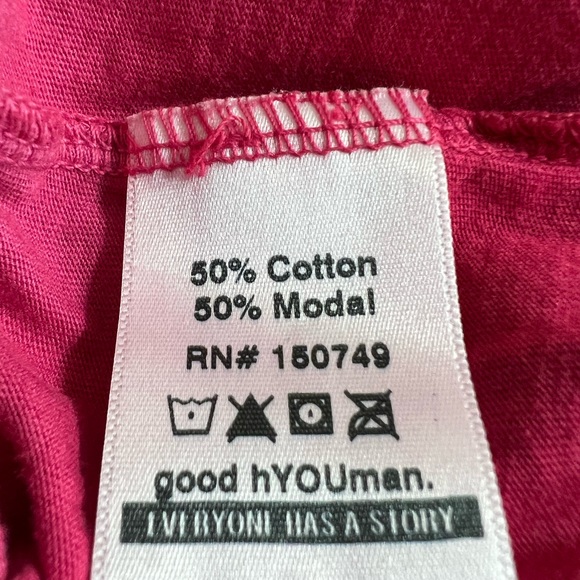 50% Cotton
50% Modal
RN# 150749
good hYOUman.
EVERYONE HAS A STORY